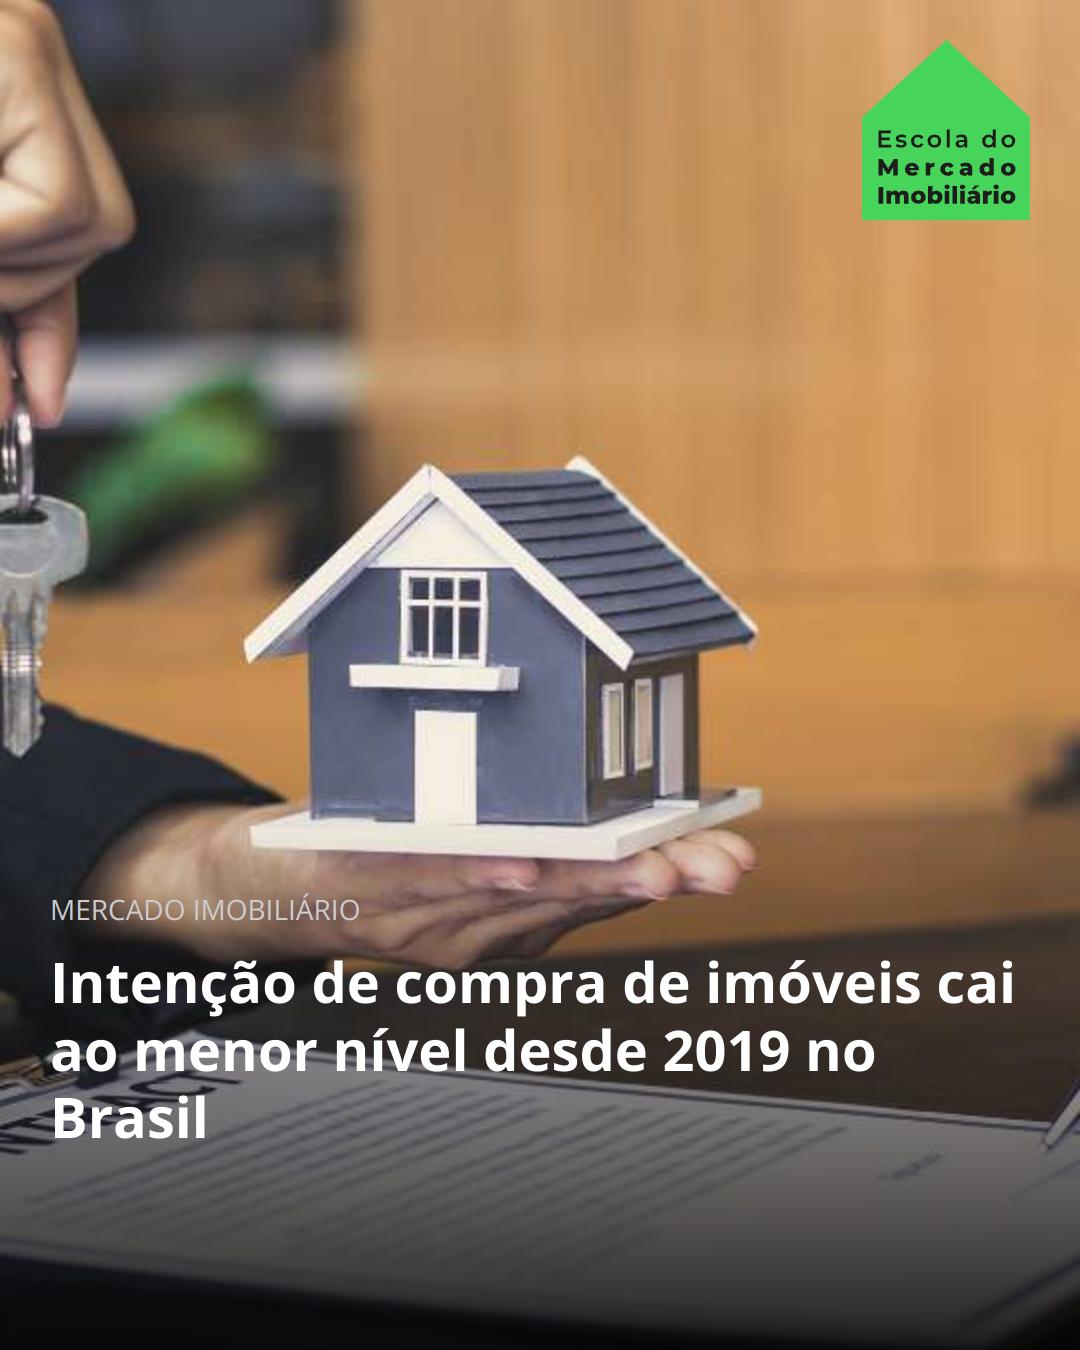 Escola do
Mercado
Imobiliário
MERCADO IMOBILIÁRIO
Intenção de compra de imóveis cai
ao menor nível desde 2019 no
Brasil